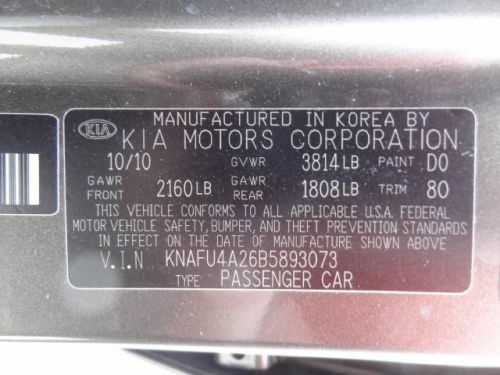 MANUFACTURED IN KOREA BY
KIA KIA MOTORS CORPORATION
10/10 GVWR 3814 LB PAINT D0
GAWR FRONT 2160 LB GAWR REAR 1808 LB TRIM 80
THIS VEHICLE CONFORMS TO ALL APPLICABLE U.S.A. FEDERAL
MOTOR VEHICLE SAFETY, BUMPER, AND THEFT PREVENTION STANDARDS
IN EFFECT ON THE DATE OF MANUFACTURE SHOWN ABOVE
V.I.N KNAFU4A26B5893073
TYPE PASSENGER CAR